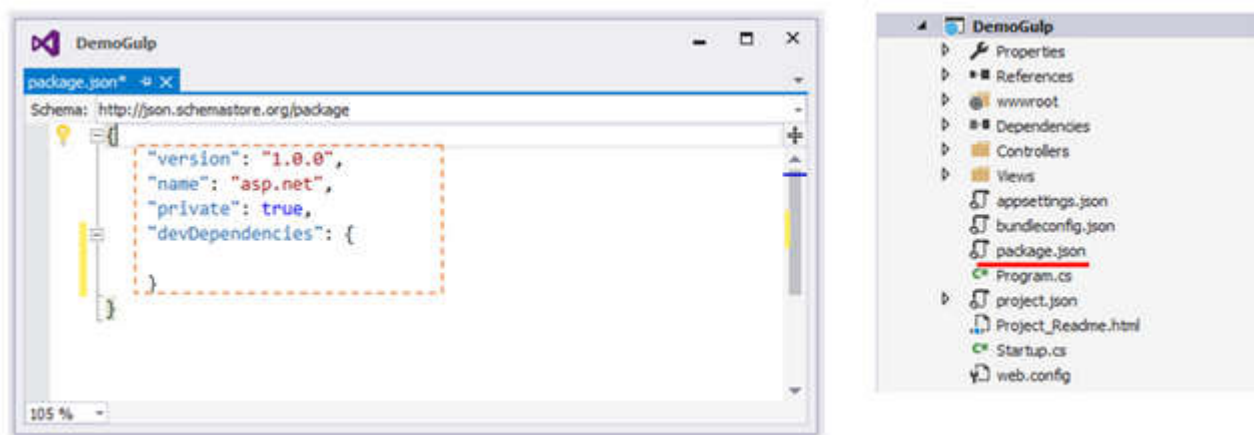 DemoGulp
package.json*
Schema: http://json.schemastore.org/package
{
"version": "1.0.0",
"name": "asp.net",
"private": true,
"devDependencies": {
}
}
105 %
DemoGulp
Properties
References
wwwroot
Dependencies
Controllers
Views
appsettings.json
bundleconfig.json
package.json
C# Program.cs
project.json
Project_Readme.html
C# Startup.cs
web.config